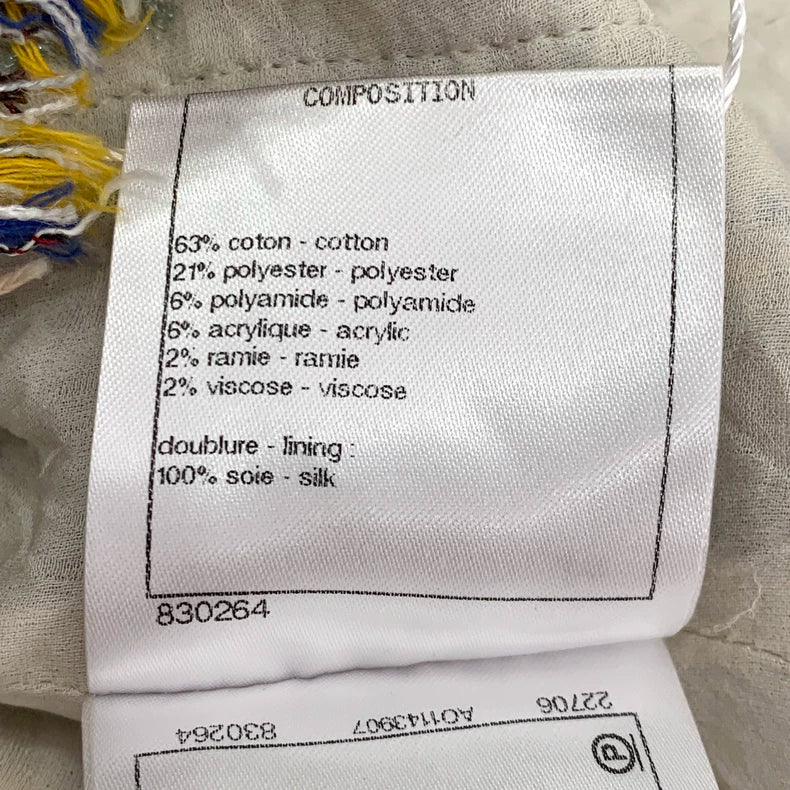 COMPOSITION
63% coton - cotton
21% polyester - polyester
6% polyamide - polyamide
6% acrylique - acrylic
2% ramie - ramie
2% viscose - viscose
doublure - lining :
100% soie - silk
830264
22706 AO1143907 830264
P